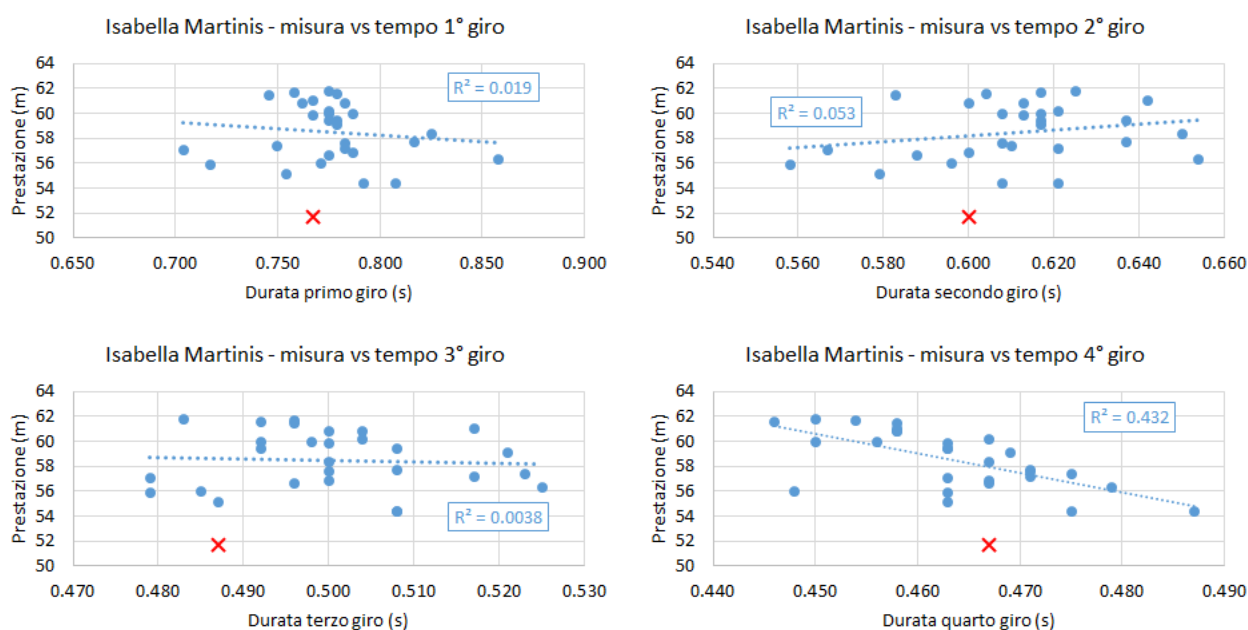 Isabella Martinis - misura vs tempo 1° giro
Prestazione (m)
64
62
60
58
56
54
52
50
R² = 0.019
0.650 0.700 0.750 0.800 0.850 0.900
Durata primo giro (s)
Isabella Martinis - misura vs tempo 2° giro
Prestazione (m)
64
62
60
58
56
54
52
50
R² = 0.053
0.540 0.560 0.580 0.600 0.620 0.640 0.660
Durata secondo giro (s)
Isabella Martinis - misura vs tempo 3° giro
Prestazione (m)
64
62
60
58
56
54
52
50
R² = 0.0038
0.470 0.480 0.490 0.500 0.510 0.520 0.530
Durata terzo giro (s)
Isabella Martinis - misura vs tempo 4° giro
Prestazione (m)
64
62
60
58
56
54
52
50
R² = 0.432
0.440 0.450 0.460 0.470 0.480 0.490
Durata quarto giro (s)